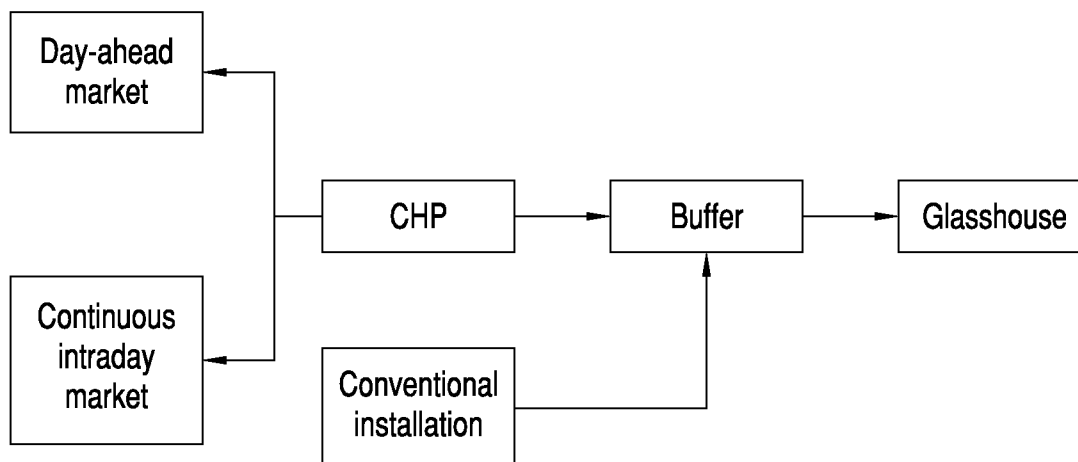 Day-ahead
market
CHP
Buffer
Glasshouse
Continuous
intraday
market
Conventional
installation